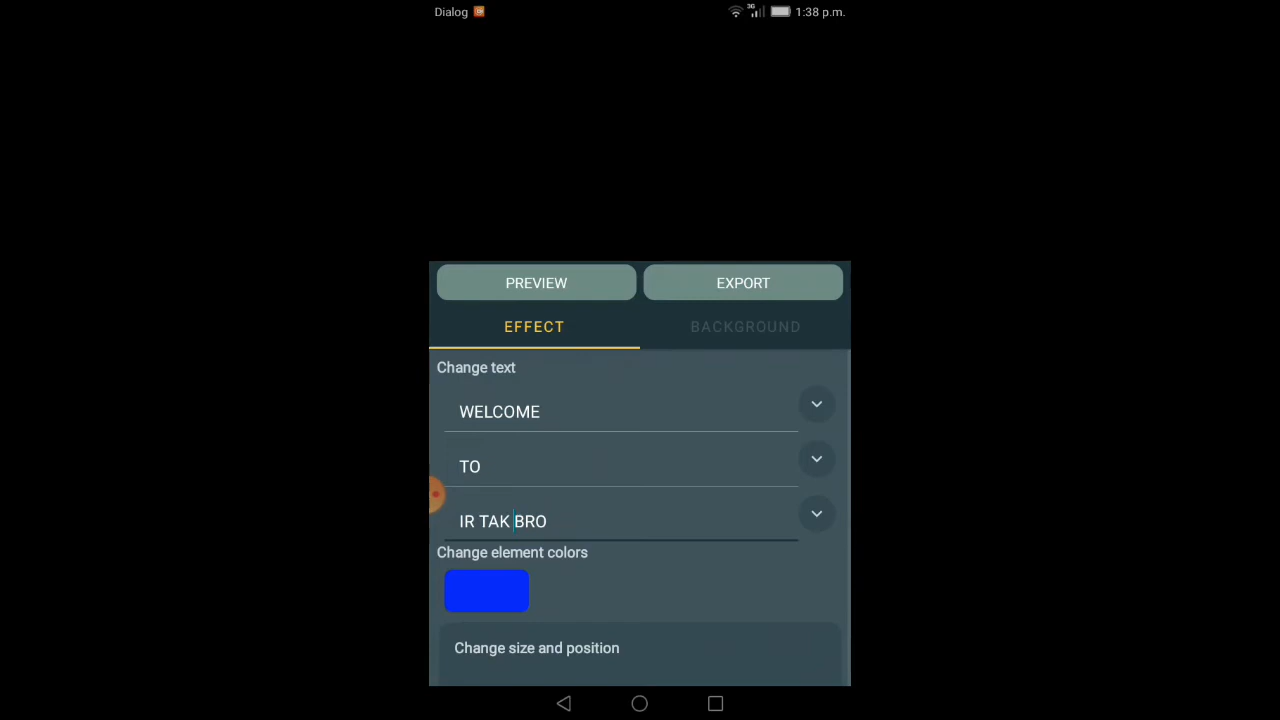 Dialog 3G 1:38 p.m.
PREVIEW EXPORT
EFFECT BACKGROUND
Change text
WELCOME
TO
IR TAK BRO
Change element colors
Change size and position